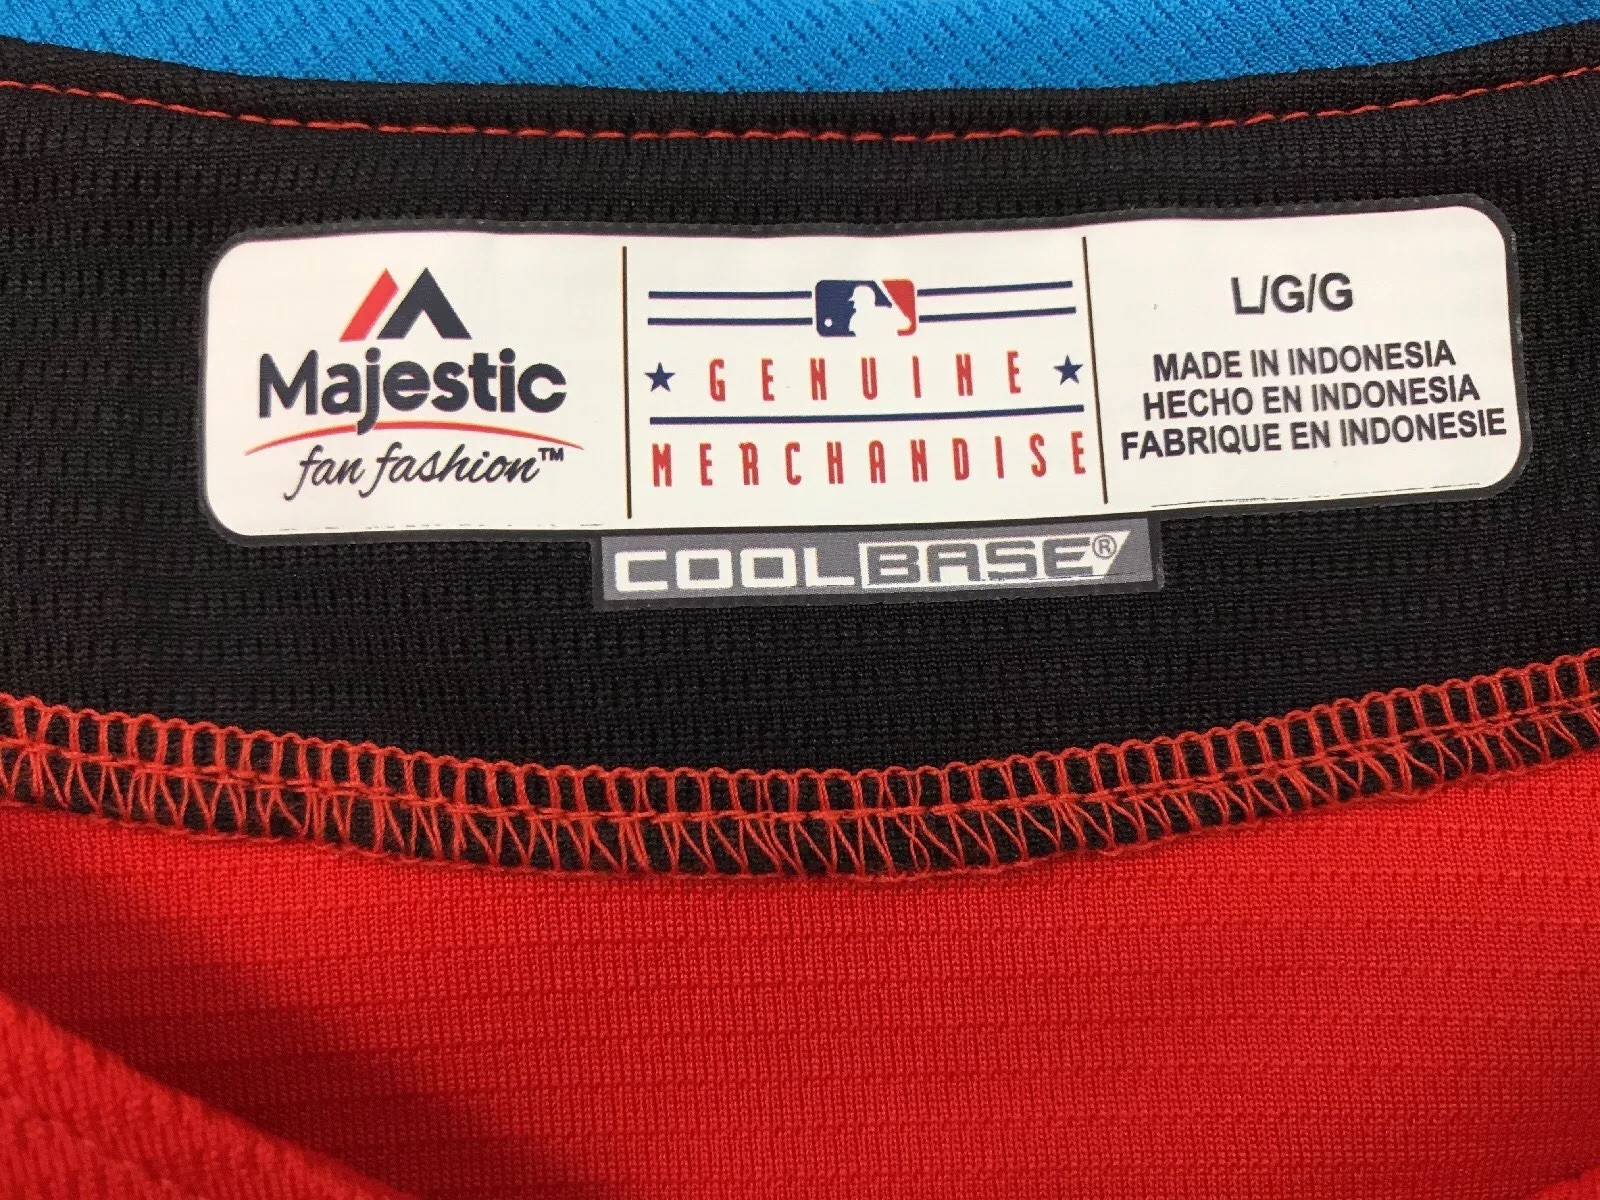 Majestic
fan fashion™
GENUINE
MERCHANDISE
L/G/G
MADE IN INDONESIA
HECHO EN INDONESIA
FABRIQUE EN INDONESIE
COOLBASE®